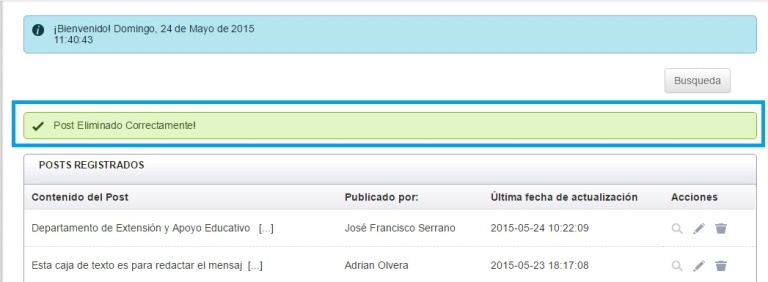 ¡Bienvenido! Domingo, 24 de Mayo de 2015
11:40:43
Busqueda
Post Eliminado Correctamente!
POSTS REGISTRADOS
Contenido del Post Publicado por: Última fecha de actualización Acciones
Departamento de Extensión y Apoyo Educativo [...] José Francisco Serrano 2015-05-24 10:22:09
Esta caja de texto es para redactar el mensaj [...] Adrían Olvera 2015-05-23 18:17:08